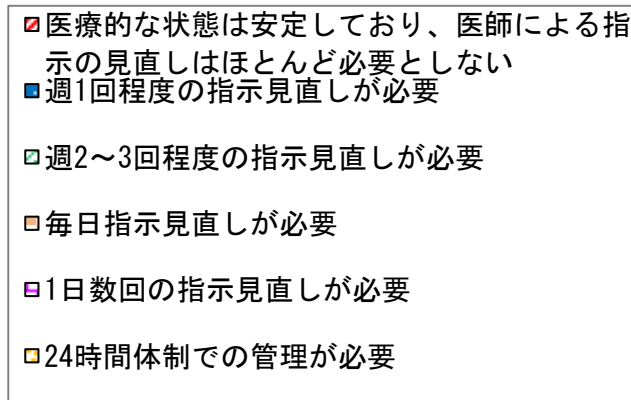 医療的な状態は安定しており、医師による指
示の見直しはほとんど必要としない
週1回程度の指示見直しが必要
週2～3回程度の指示見直しが必要
毎日指示見直しが必要
1日数回の指示見直しが必要
24時間体制での管理が必要